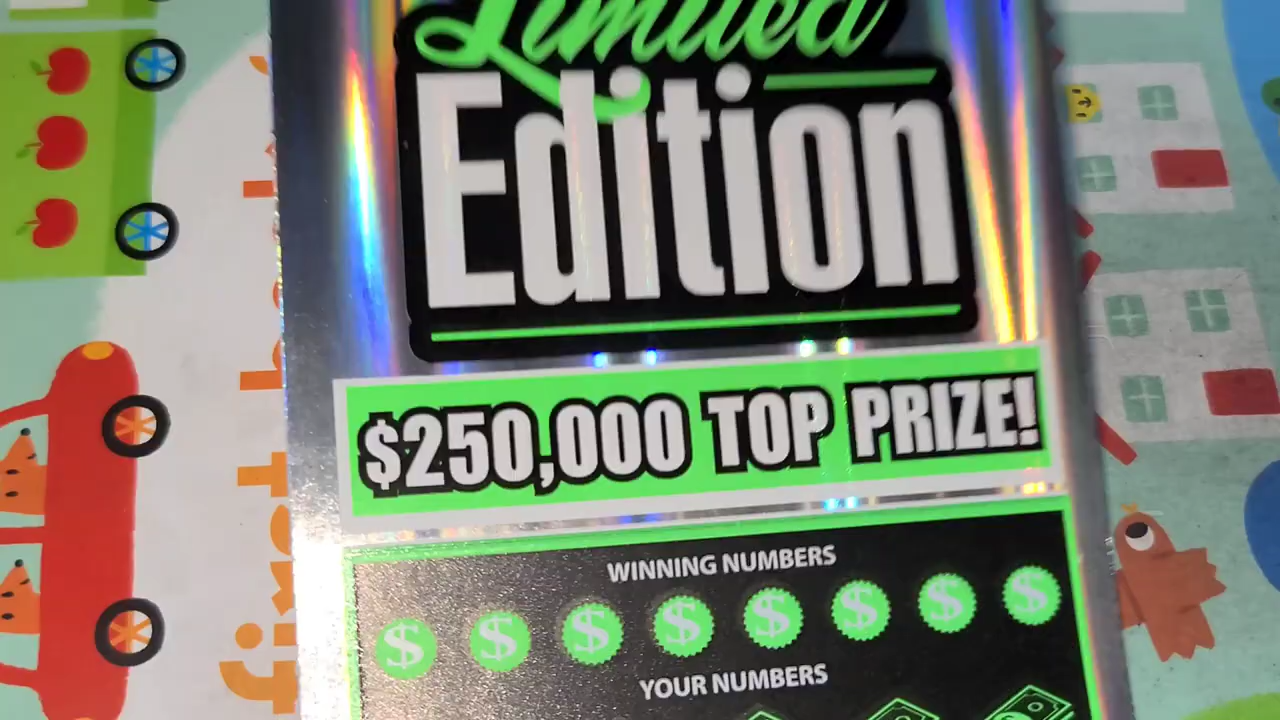 Limited
Edition
$250,000 TOP PRIZE!
WINNING NUMBERS
$ $ $ $ $ $ $ $
YOUR NUMBERS